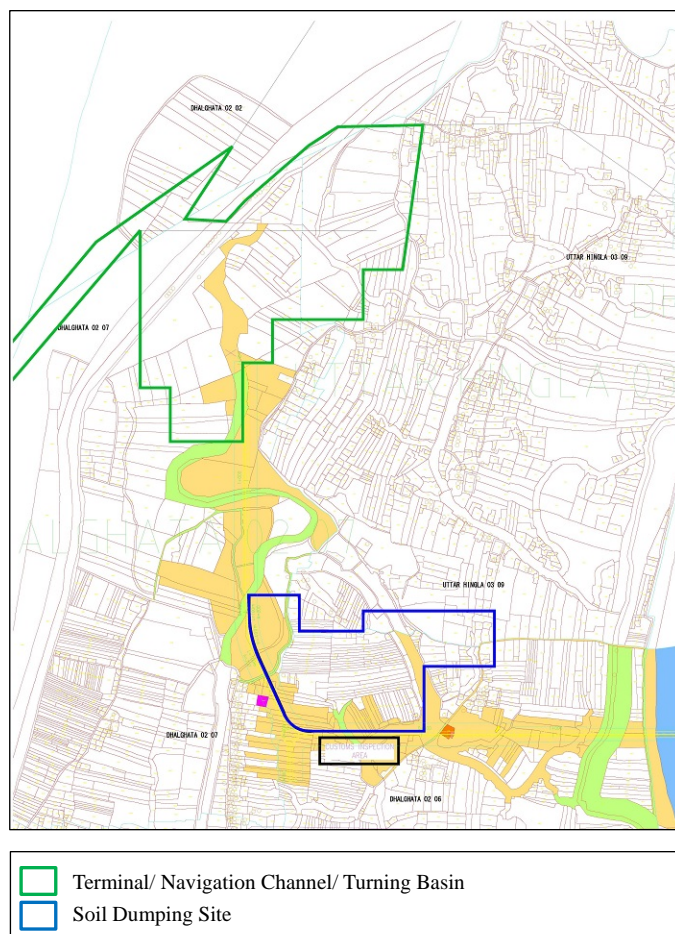 DHALGHATA 02 02
UTTAR HINGLA 03 09
DHALGHATA 02 07
UTTAR HINGLA 03 09
DHALGHATA 02 07
CUSTOMS INSPECTION
AREA
DHALGHATA 02 06
Terminal/ Navigation Channel/ Turning Basin
Soil Dumping Site